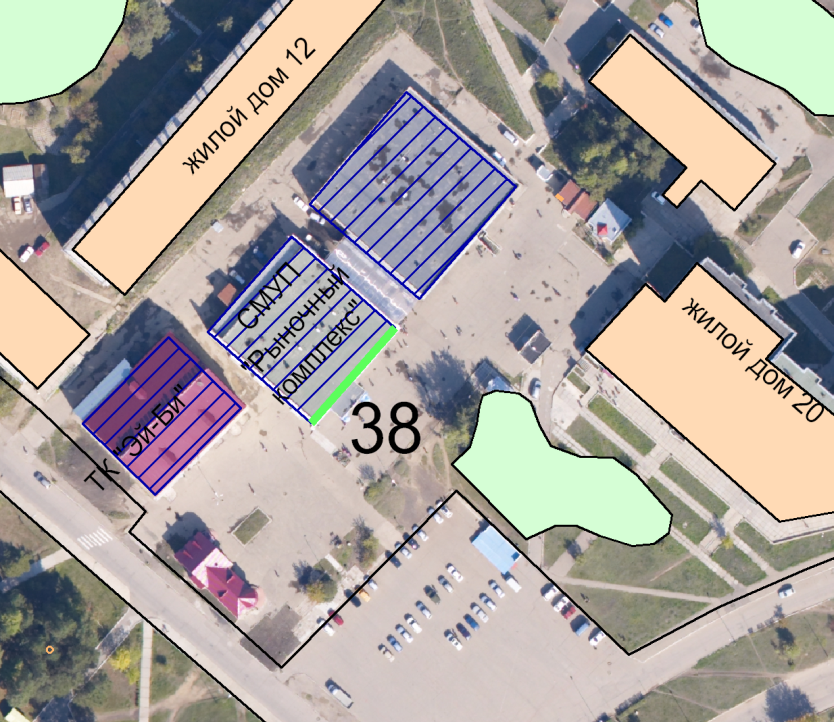 жилой дом 12
СМУП
"Рыночный
комплекс"
ТК "Эй-Би"
38
жилой дом 20